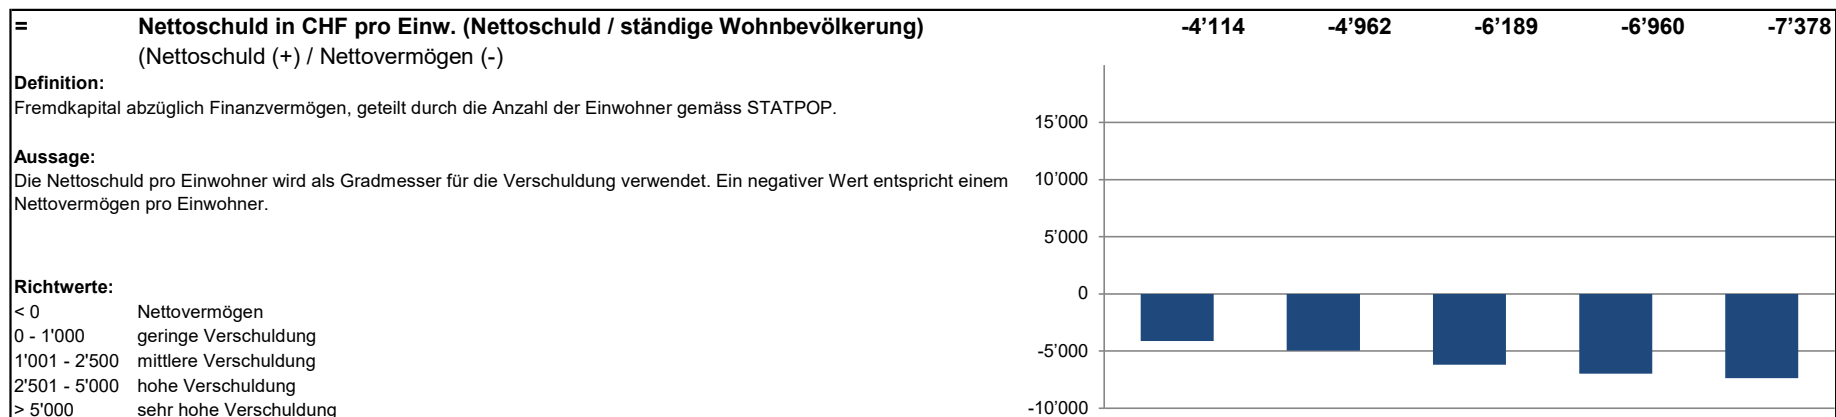 = Nettoschuld in CHF pro Einw. (Nettoschuld / ständige Wohnbevölkerung) -4’114 -4’962 -6’189 -6’960 -7’378
(Nettoschuld (+) / Nettovermögen (-)
Definition:
Fremdkapital abzüglich Finanzvermögen, geteilt durch die Anzahl der Einwohner gemäss STATPOP.
Aussage:
Die Nettoschuld pro Einwohner wird als Gradmesser für die Verschuldung verwendet. Ein negativer Wert entspricht einem
Nettovermögen pro Einwohner.
Richtwerte:
< 0 Nettovermögen
0 - 1'000 geringe Verschuldung
1'001 - 2'500 mittlere Verschuldung
2'501 - 5'000 hohe Verschuldung
> 5'000 sehr hohe Verschuldung
15’000
10’000
5’000
0
-5’000
-10’000